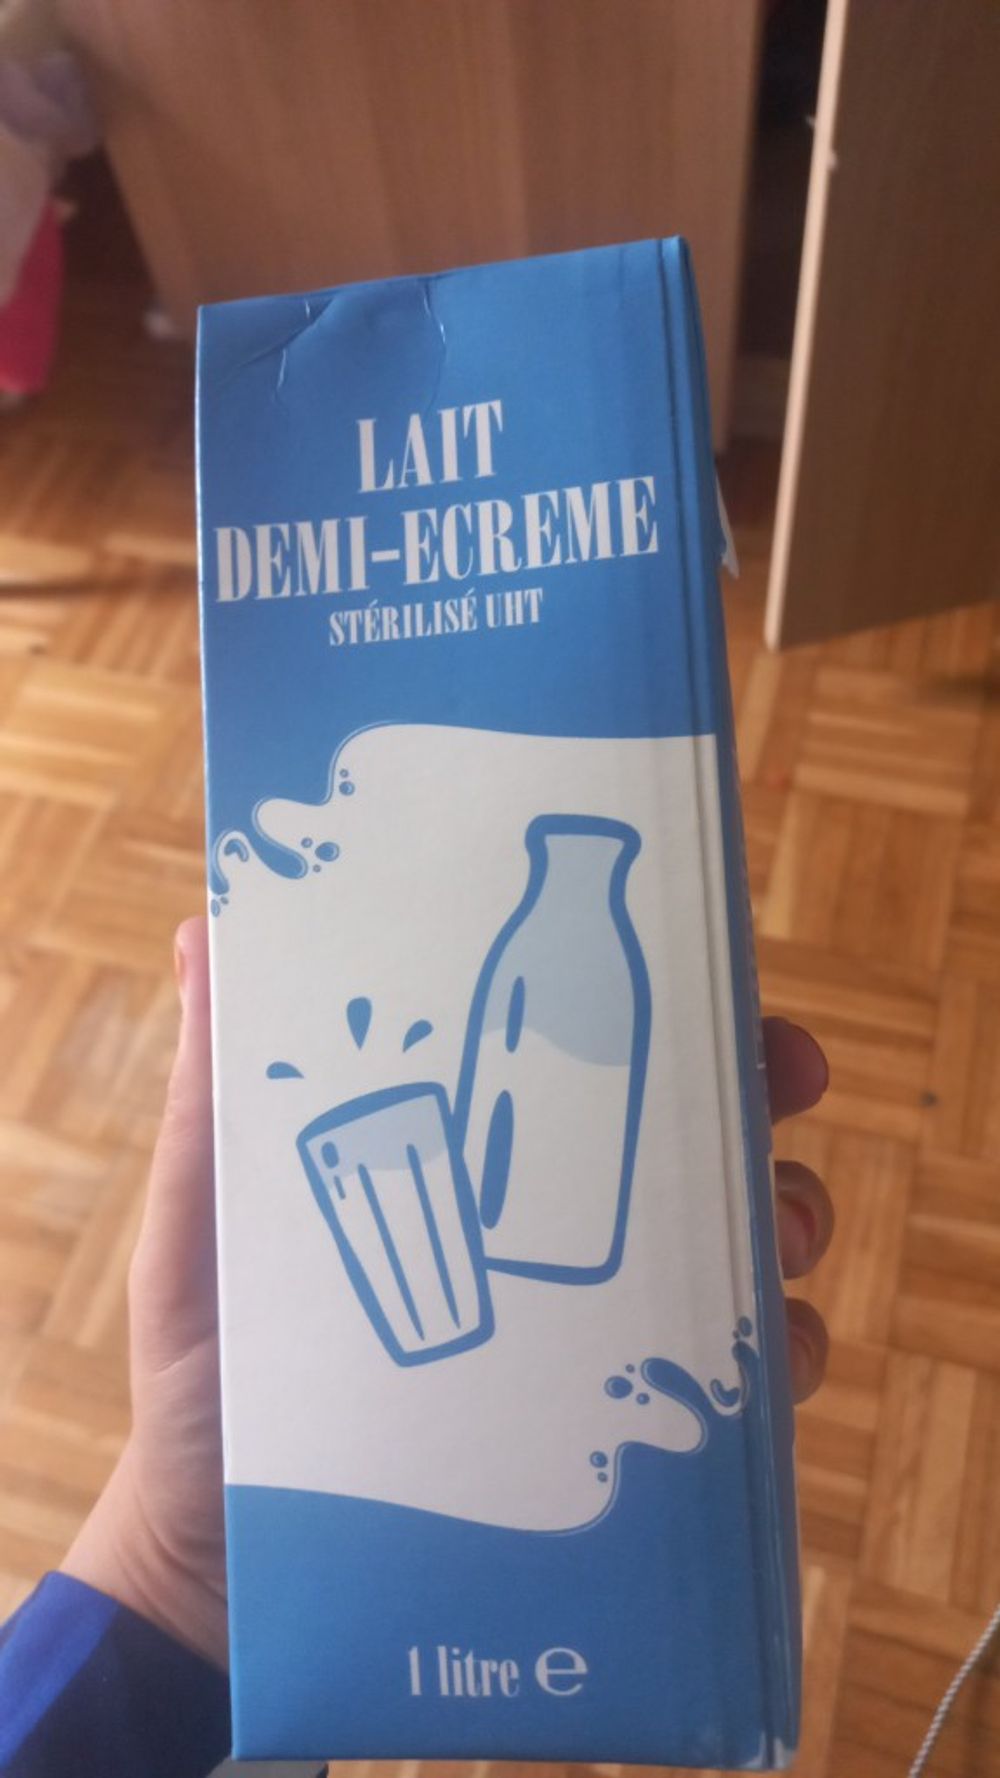 LAIT
DEMI-ECREME
STÉRILISÉ UHT
1 litre e